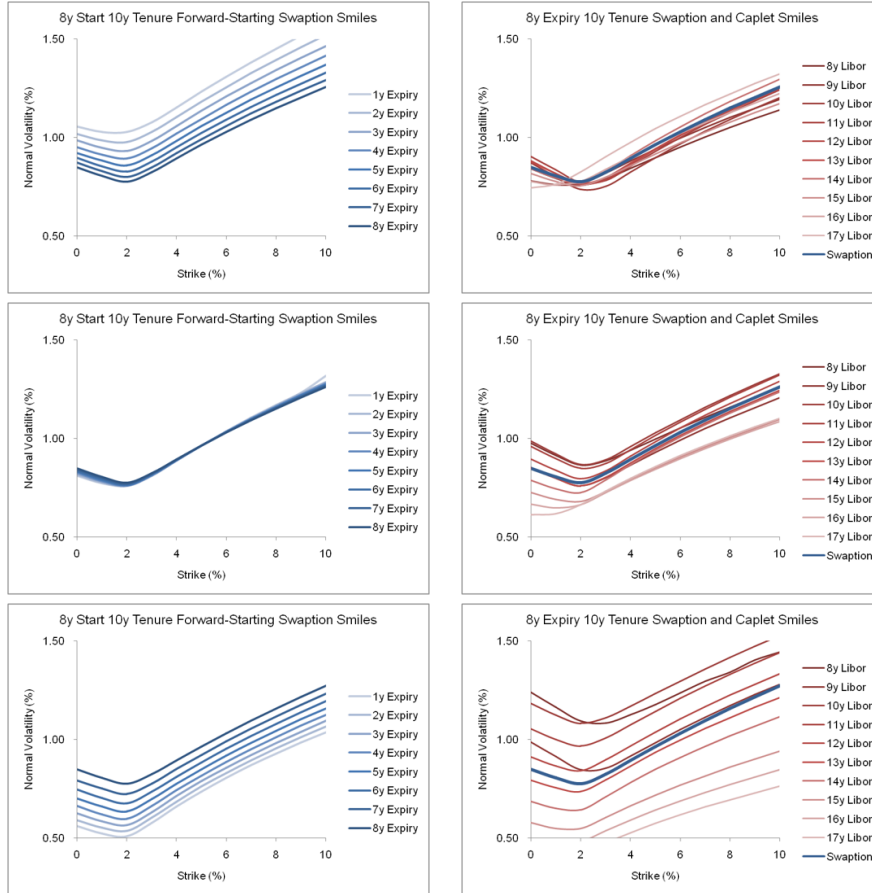 8y Start 10y Tenure Forward-Starting Swaption Smiles
1.50
1.00
0.50
Normal Volatility (%)
0 2 4 6 8 10
Strike (%)
1y Expiry
2y Expiry
3y Expiry
4y Expiry
5y Expiry
6y Expiry
7y Expiry
8y Expiry
8y Expiry 10y Tenure Swaption and Caplet Smiles
1.50
1.00
0.50
Normal Volatility (%)
0 2 4 6 8 10
Strike (%)
8y Libor
9y Libor
10y Libor
11y Libor
12y Libor
13y Libor
14y Libor
15y Libor
16y Libor
17y Libor
Swaption
8y Start 10y Tenure Forward-Starting Swaption Smiles
1.50
1.00
0.50
Normal Volatility (%)
0 2 4 6 8 10
Strike (%)
1y Expiry
2y Expiry
3y Expiry
4y Expiry
5y Expiry
6y Expiry
7y Expiry
8y Expiry
8y Expiry 10y Tenure Swaption and Caplet Smiles
1.50
1.00
0.50
Normal Volatility (%)
0 2 4 6 8 10
Strike (%)
8y Libor
9y Libor
10y Libor
11y Libor
12y Libor
13y Libor
14y Libor
15y Libor
16y Libor
17y Libor
Swaption
8y Start 10y Tenure Forward-Starting Swaption Smiles
1.50
1.00
0.50
Normal Volatility (%)
0 2 4 6 8 10
Strike (%)
1y Expiry
2y Expiry
3y Expiry
4y Expiry
5y Expiry
6y Expiry
7y Expiry
8y Expiry
8y Expiry 10y Tenure Swaption and Caplet Smiles
1.50
1.00
0.50
Normal Volatility (%)
0 2 4 6 8 10
Strike (%)
8y Libor
9y Libor
10y Libor
11y Libor
12y Libor
13y Libor
14y Libor
15y Libor
16y Libor
17y Libor
Swaption